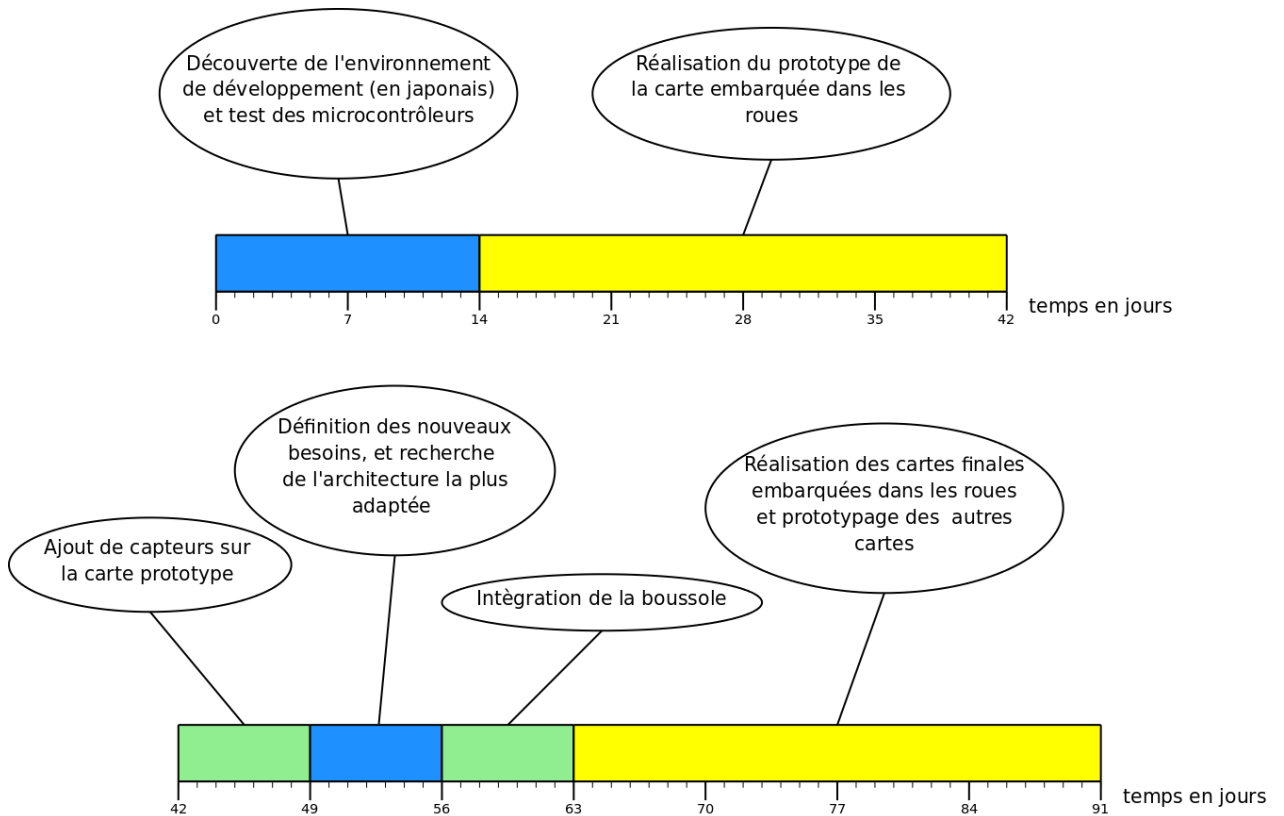 Découverte de l'environnement
de développement (en japonais)
et test des microcontrôleurs
Réalisation du prototype de
la carte embarquée dans les
roues
0 7 14 21 28 35 42
temps en jours
Définition des nouveaux
besoins, et recherche
de l'architecture la plus
adaptée
Réalisation des cartes finales
embarquées dans les roues
et prototypage des autres
cartes
Ajout de capteurs sur
la carte prototype
Intègration de la boussole
42 49 56 63 70 77 84 91
temps en jours